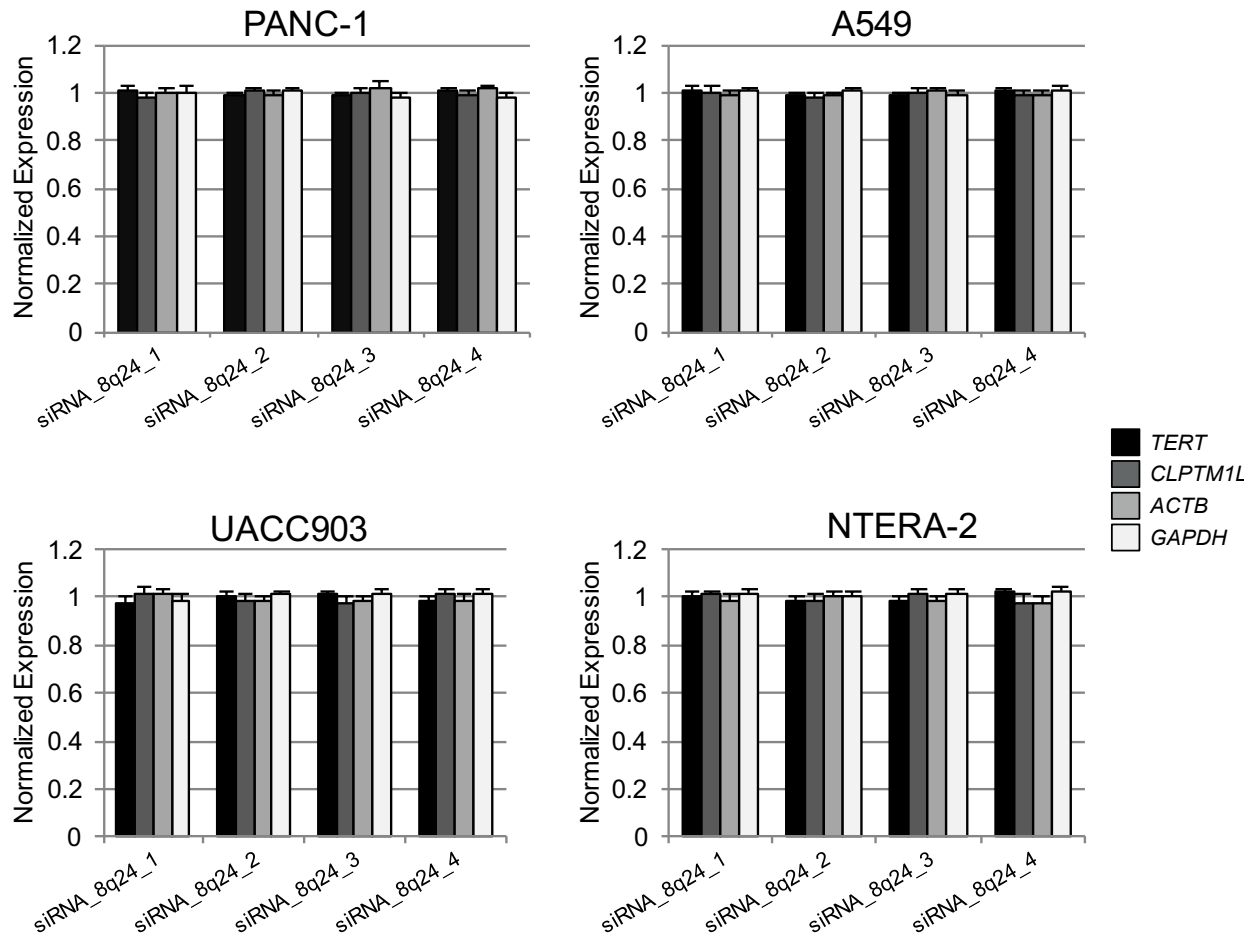 PANC-1
Normalized Expression
1.2
1
0.8
0.6
0.4
0.2
0
siRNA_8q24_1
siRNA_8q24_2
siRNA_8q24_3
siRNA_8q24_4
A549
Normalized Expression
1.2
1
0.8
0.6
0.4
0.2
0
siRNA_8q24_1
siRNA_8q24_2
siRNA_8q24_3
siRNA_8q24_4
TERT
CLPTM1L
ACTB
GAPDH
UACC903
Normalized Expression
1.2
1
0.8
0.6
0.4
0.2
0
siRNA_8q24_1
siRNA_8q24_2
siRNA_8q24_3
siRNA_8q24_4
NTERA-2
Normalized Expression
1.2
1
0.8
0.6
0.4
0.2
0
siRNA_8q24_1
siRNA_8q24_2
siRNA_8q24_3
siRNA_8q24_4